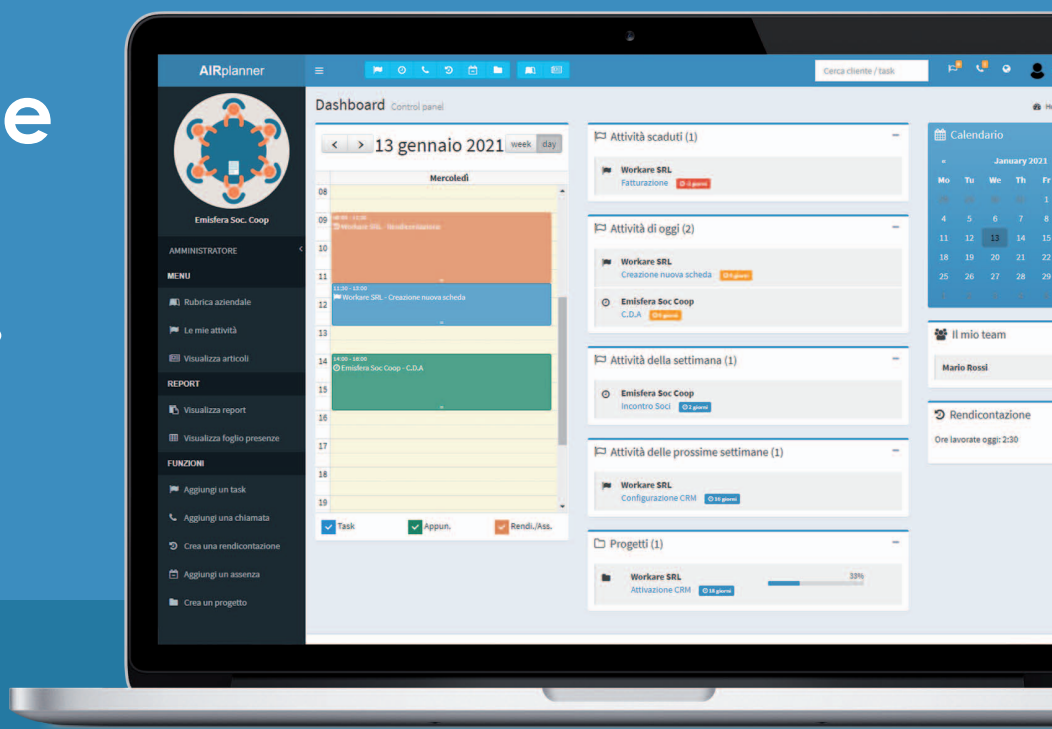 e
AIRplanner
Cerca cliente / task
Emisfera Soc. Coop
AMMINISTRATORE
MENU
Rubrica aziendale
Le mie attività
Visualizza articoli
REPORT
Visualizza report
Visualizza foglio presenze
FUNZIONI
Aggiungi un task
Aggiungi una chiamata
Crea una rendicontazione
Aggiungi un assenza
Crea un progetto
Dashboard Control panel
13 gennaio 2021 week day
Mercoledì
08
09
10
11
12
13
14
15
16
17
18
19
11:30 - 13:00
Workare SRL - Creazione nuova scheda
14:00 - 16:00
Emisfera Soc Coop - C.D.A
Task Appun. Rendi./Ass.
Attività scaduti (1)
Workare SRL
Fatturazione
Attività di oggi (2)
Workare SRL
Creazione nuova scheda
Emisfera Soc Coop
C.D.A
Attività della settimana (1)
Emisfera Soc Coop
Incontro Soci
Attività delle prossime settimane (1)
Workare SRL
Configurazione CRM
Progetti (1)
Workare SRL 33%
Attivazione CRM
Calendario
« January 2021
Mo Tu We Th Fr
1
4 5 6 7 8
11 12 13 14 15
18 19 20 21 22
25 26 27 28 29
Il mio team
Mario Rossi
Rendicontazione
Ore lavorate oggi: 2:30